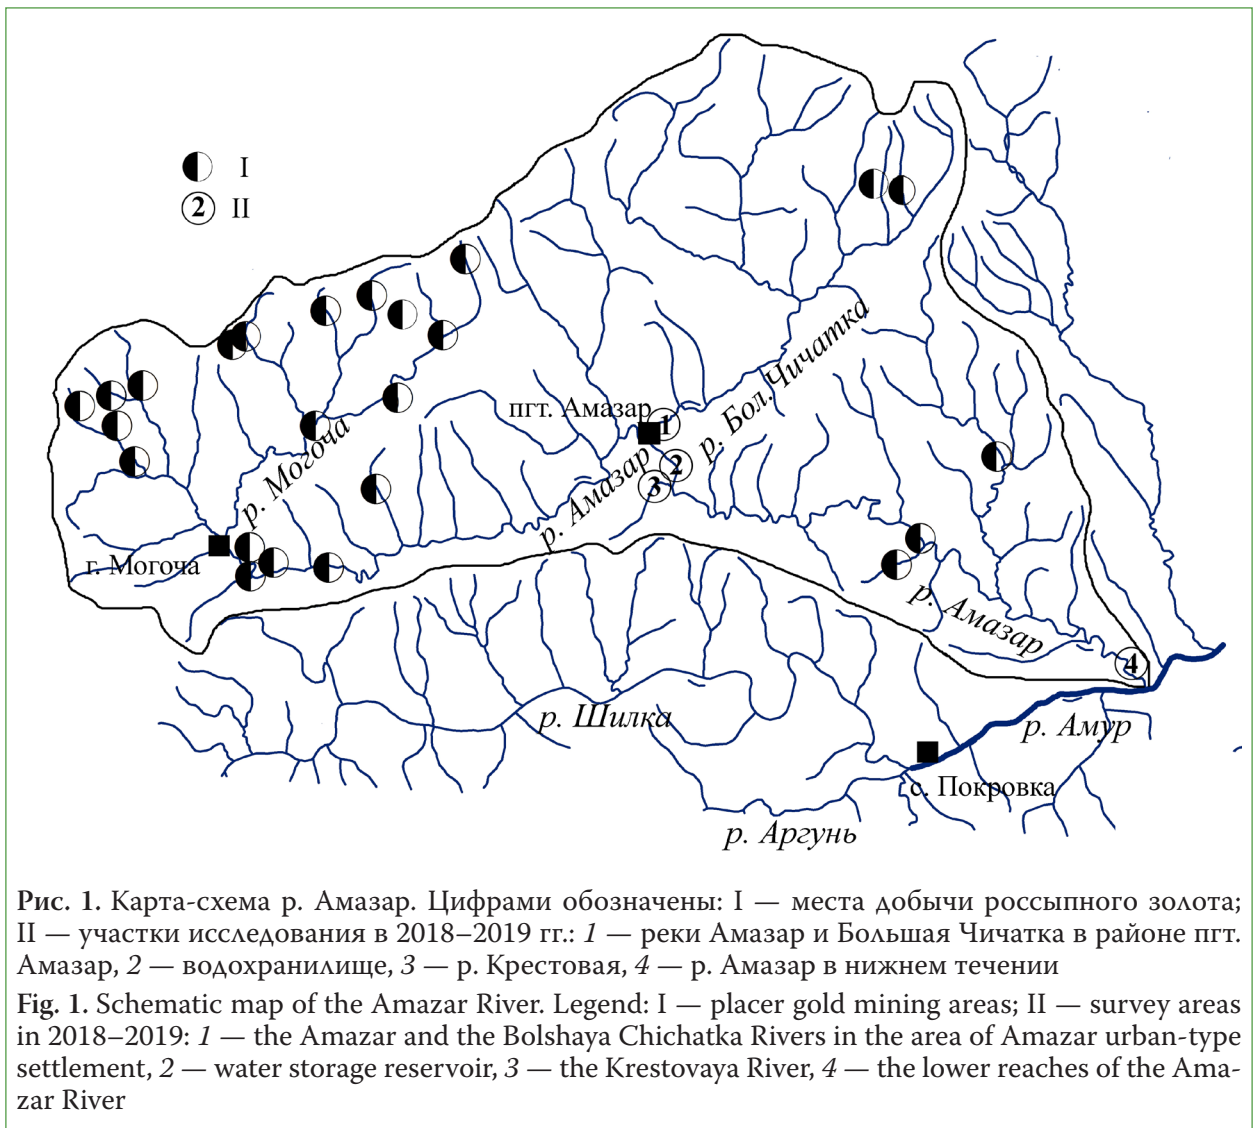 I
2 II
р. Бол. Чичатка
пгт. Амазар
1
2
3
р. Могоча
р. Амазар
г. Могоча
р. Амазар
4
р. Шилка
р. Амур
с. Покровка
р. Аргунь
Рис. 1. Карта-схема р. Амазар. Цифрами обозначены: I — места добычи россыпного золота;
II — участки исследования в 2018–2019 гг.: 1 — реки Амазар и Большая Чичатка в районе пгт.
Амазар, 2 — водохранилище, 3 — р. Крестовая, 4 — р. Амазар в нижнем течении
Fig. 1. Schematic map of the Amazar River. Legend: I — placer gold mining areas; II — survey areas
in 2018–2019: 1 — the Amazar and the Bolshaya Chichatka Rivers in the area of Amazar urban-type
settlement, 2 — water storage reservoir, 3 — the Krestovaya River, 4 — the lower reaches of the Ama-
zar River